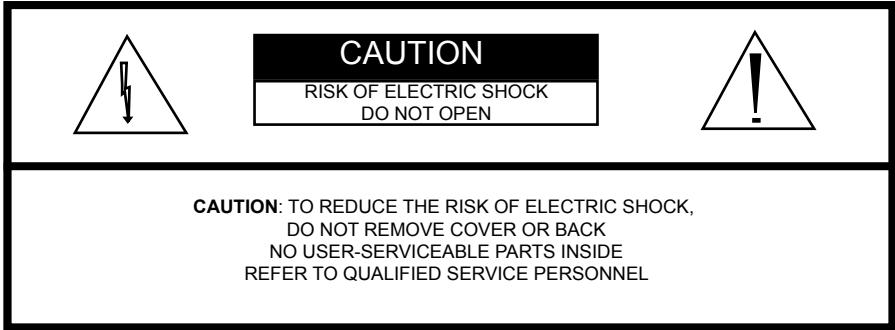 CAUTION
RISK OF ELECTRIC SHOCK
DO NOT OPEN
!
CAUTION: TO REDUCE THE RISK OF ELECTRIC SHOCK,
DO NOT REMOVE COVER OR BACK
NO USER-SERVICEABLE PARTS INSIDE
REFER TO QUALIFIED SERVICE PERSONNEL